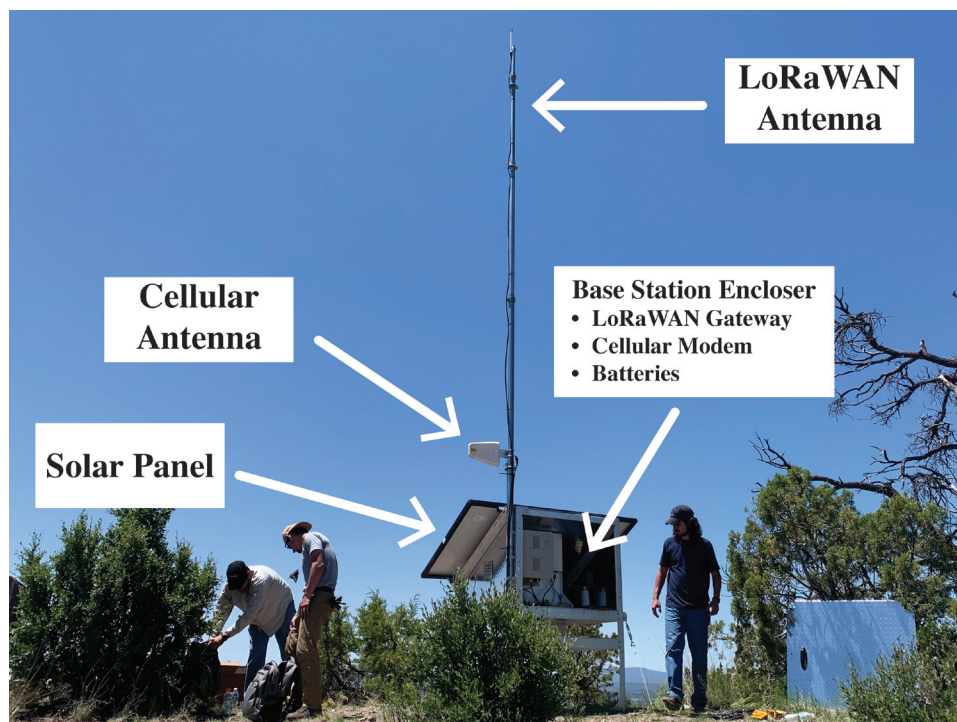 LoRaWAN
Antenna
Cellular
Antenna
Base Station Encloser
• LoRaWAN Gateway
• Cellular Modem
• Batteries
Solar Panel